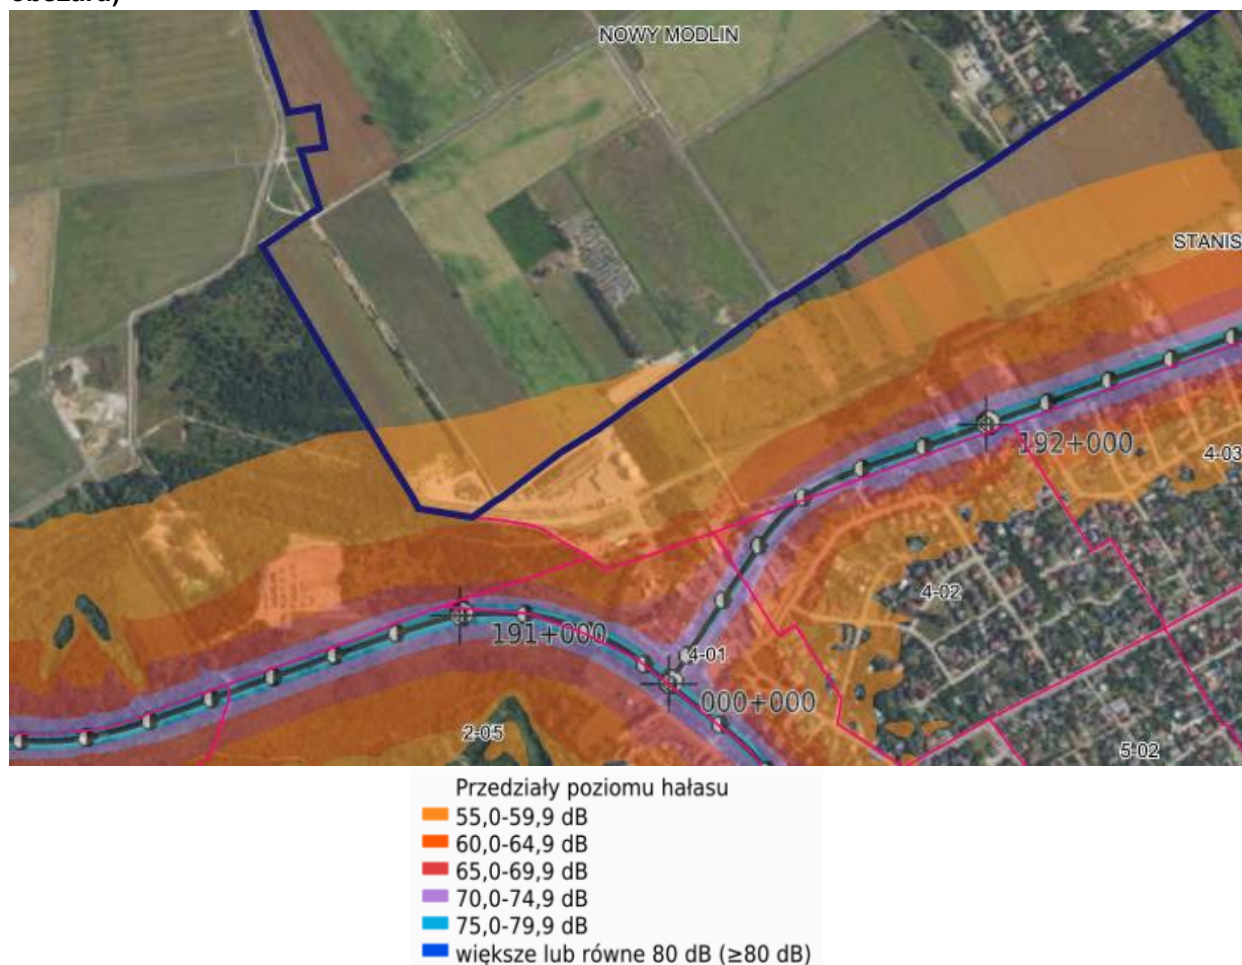 NOWY MODLIN
STANIS
192+000
4-03
4-02
191+000
4-01
000+000
2-05
5-02
Przedziały poziomu hałasu
55,0-59,9 dB
60,0-64,9 dB
65,0-69,9 dB
70,0-74,9 dB
75,0-79,9 dB
większe lub równe 80 dB (≥80 dB)